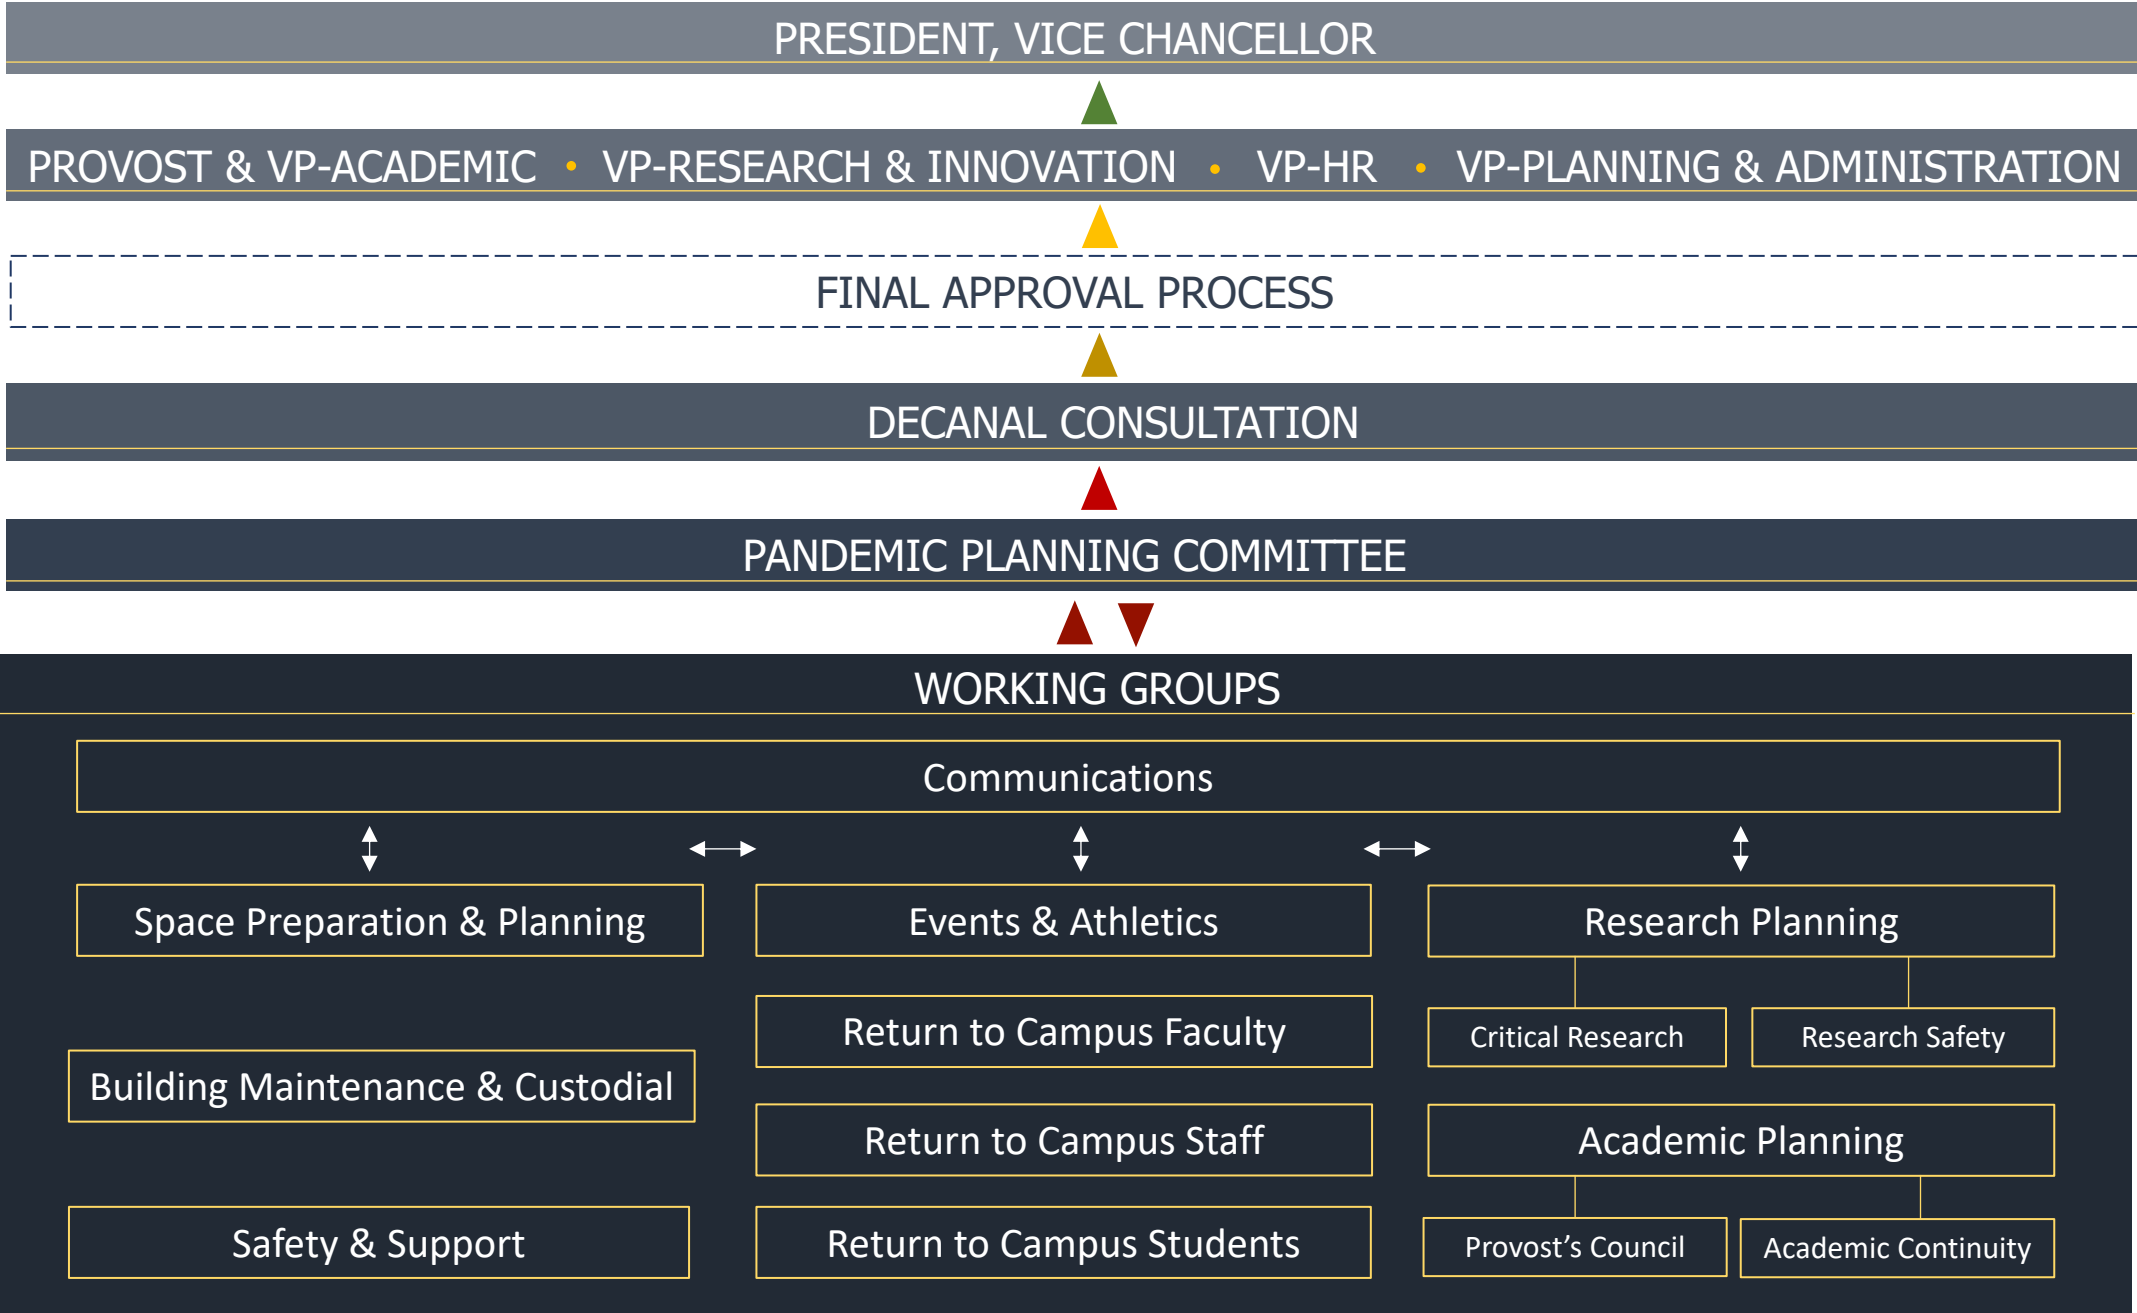 PRESIDENT, VICE CHANCELLOR
PROVOST & VP-ACADEMIC • VP-RESEARCH & INNOVATION • VP-HR • VP-PLANNING & ADMINISTRATION
FINAL APPROVAL PROCESS
DECANAL CONSULTATION
PANDEMIC PLANNING COMMITTEE
WORKING GROUPS
Communications
Space Preparation & Planning
Building Maintenance & Custodial
Safety & Support
Events & Athletics
Return to Campus Faculty
Return to Campus Staff
Return to Campus Students
Research Planning
Critical Research
Research Safety
Academic Planning
Provost’s Council
Academic Continuity